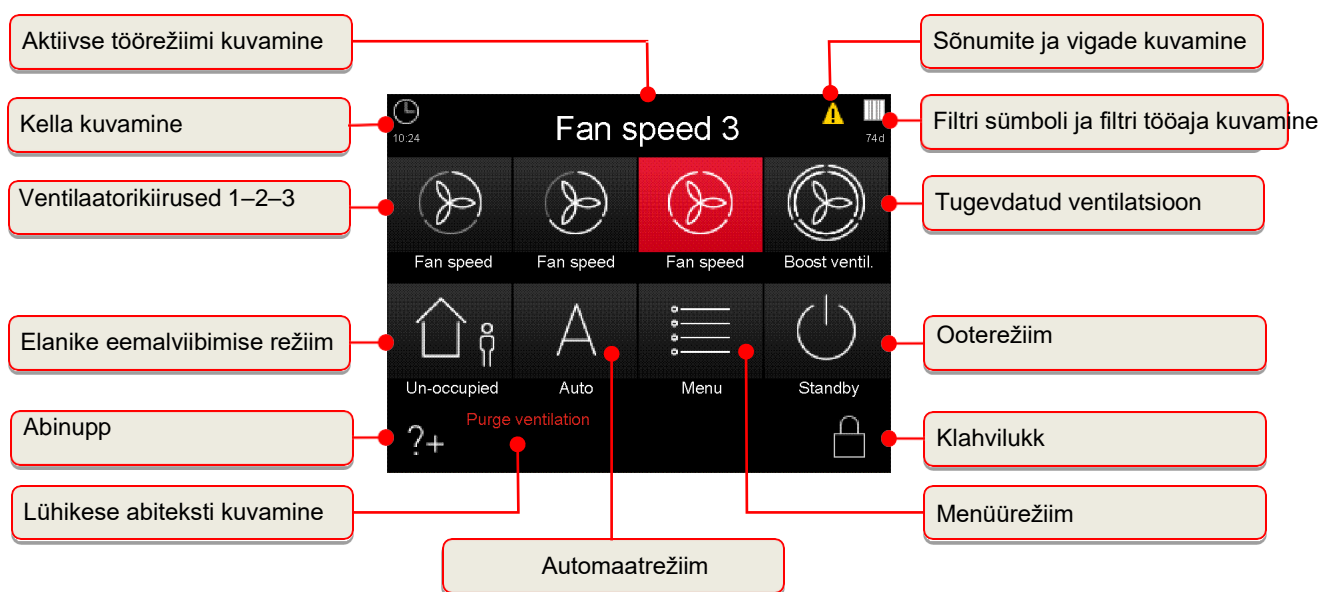 Aktiivse töörežiimi kuvamine
Sõnumite ja vigade kuvamine
Kella kuvamine
10:24
Fan speed 3
74d
Filtri sümboli ja filtri tööaja kuvamine
Ventilaatorikiirused 1–2–3
Tugevdatud ventilatsioon
Fan speed
Fan speed
Fan speed
Boost ventil.
Elanike eemalviibimise režiim
A
Ooterežiim
Un-occupied
Auto
Menu
Standby
Abinupp
?+
Purge ventilation
Klahvilukk
Lühikese abiteksti kuvamine
Menüürežiim
Automaatrežiim